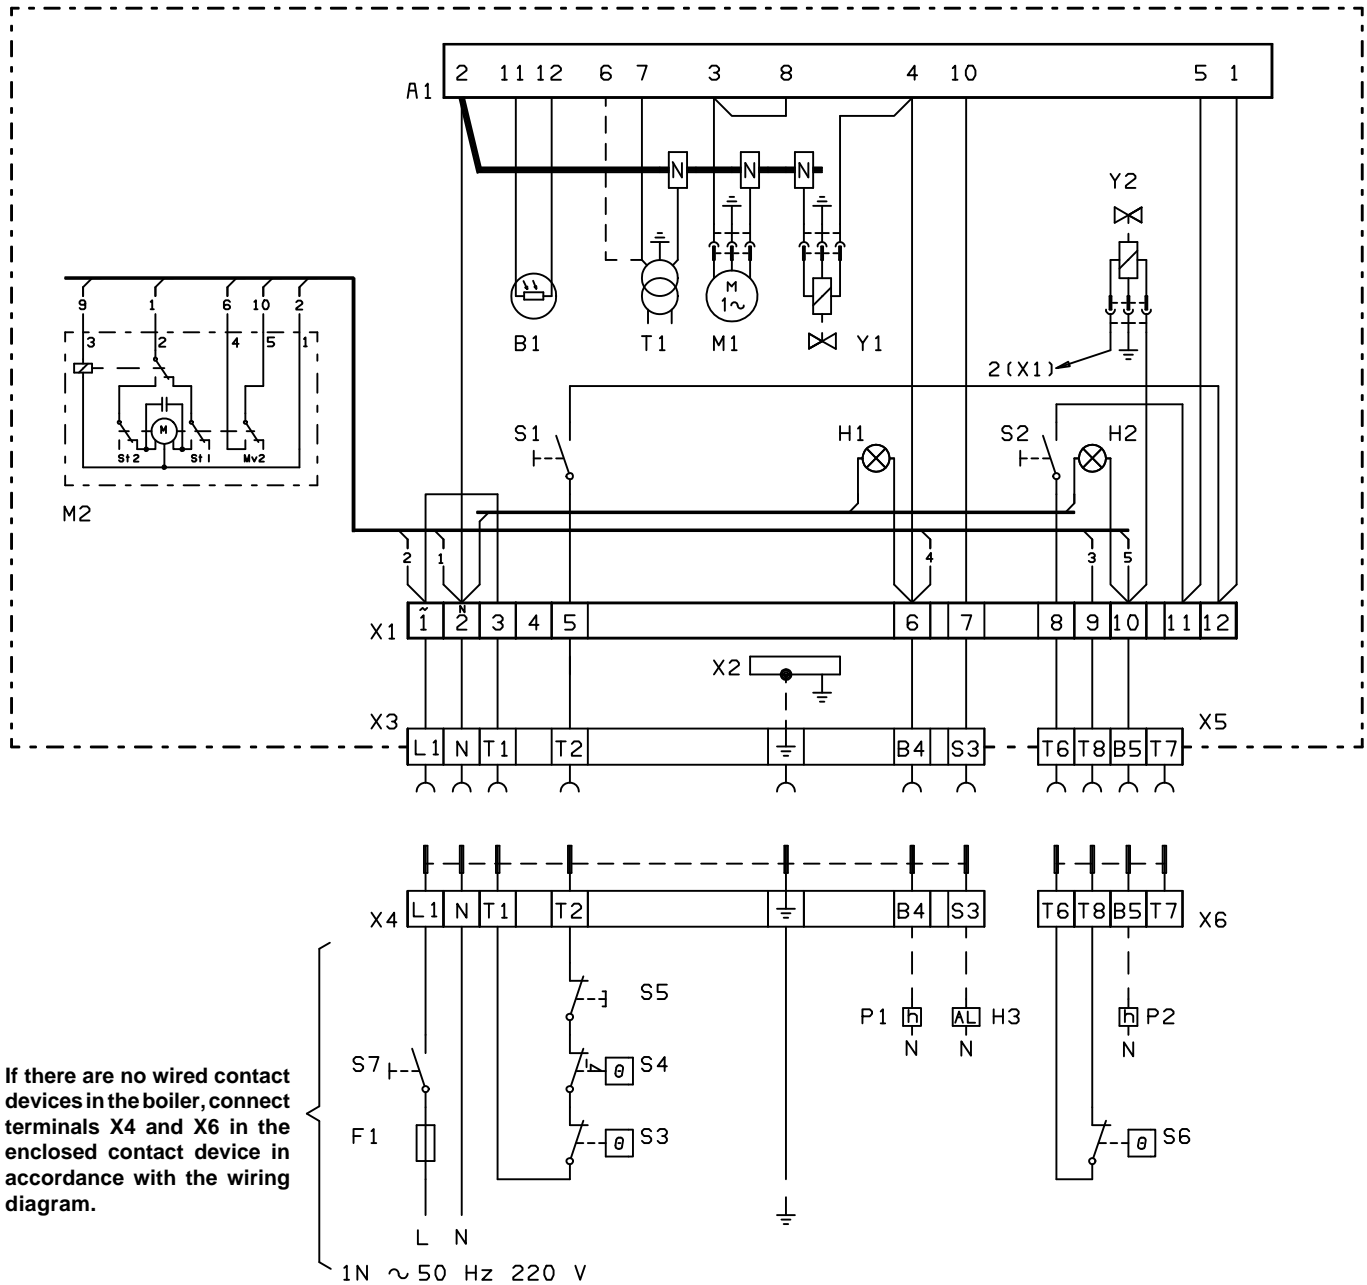 2 11 12 6 7 3 8 4 10 5 1
A1
N N N
Y2
9 1 6 10 2
3 2 4 5 1
M
1~
B1 T1 M1 Y1
2(X1)
M
St2 St1 Mv2
S1 H1 S2 H2
M2
2 1 4 3 5
~ N
X1 1 2 3 4 5 6 7 8 9 10 11 12
X2
X3 X5
L1 N T1 T2 B4 S3 T6 T8 B5 T7
X4 L1 N T1 T2 B4 S3 T6 T8 B5 T7 X6
S5
P1 h AL H3 h P2
N N N
S7 θ S4
F1 θ S3 θ S6
If there are no wired contact
devices in the boiler, connect
terminals X4 and X6 in the
enclosed contact device in
accordance with the wiring
diagram.
L N
1N ~ 50 Hz 220 V